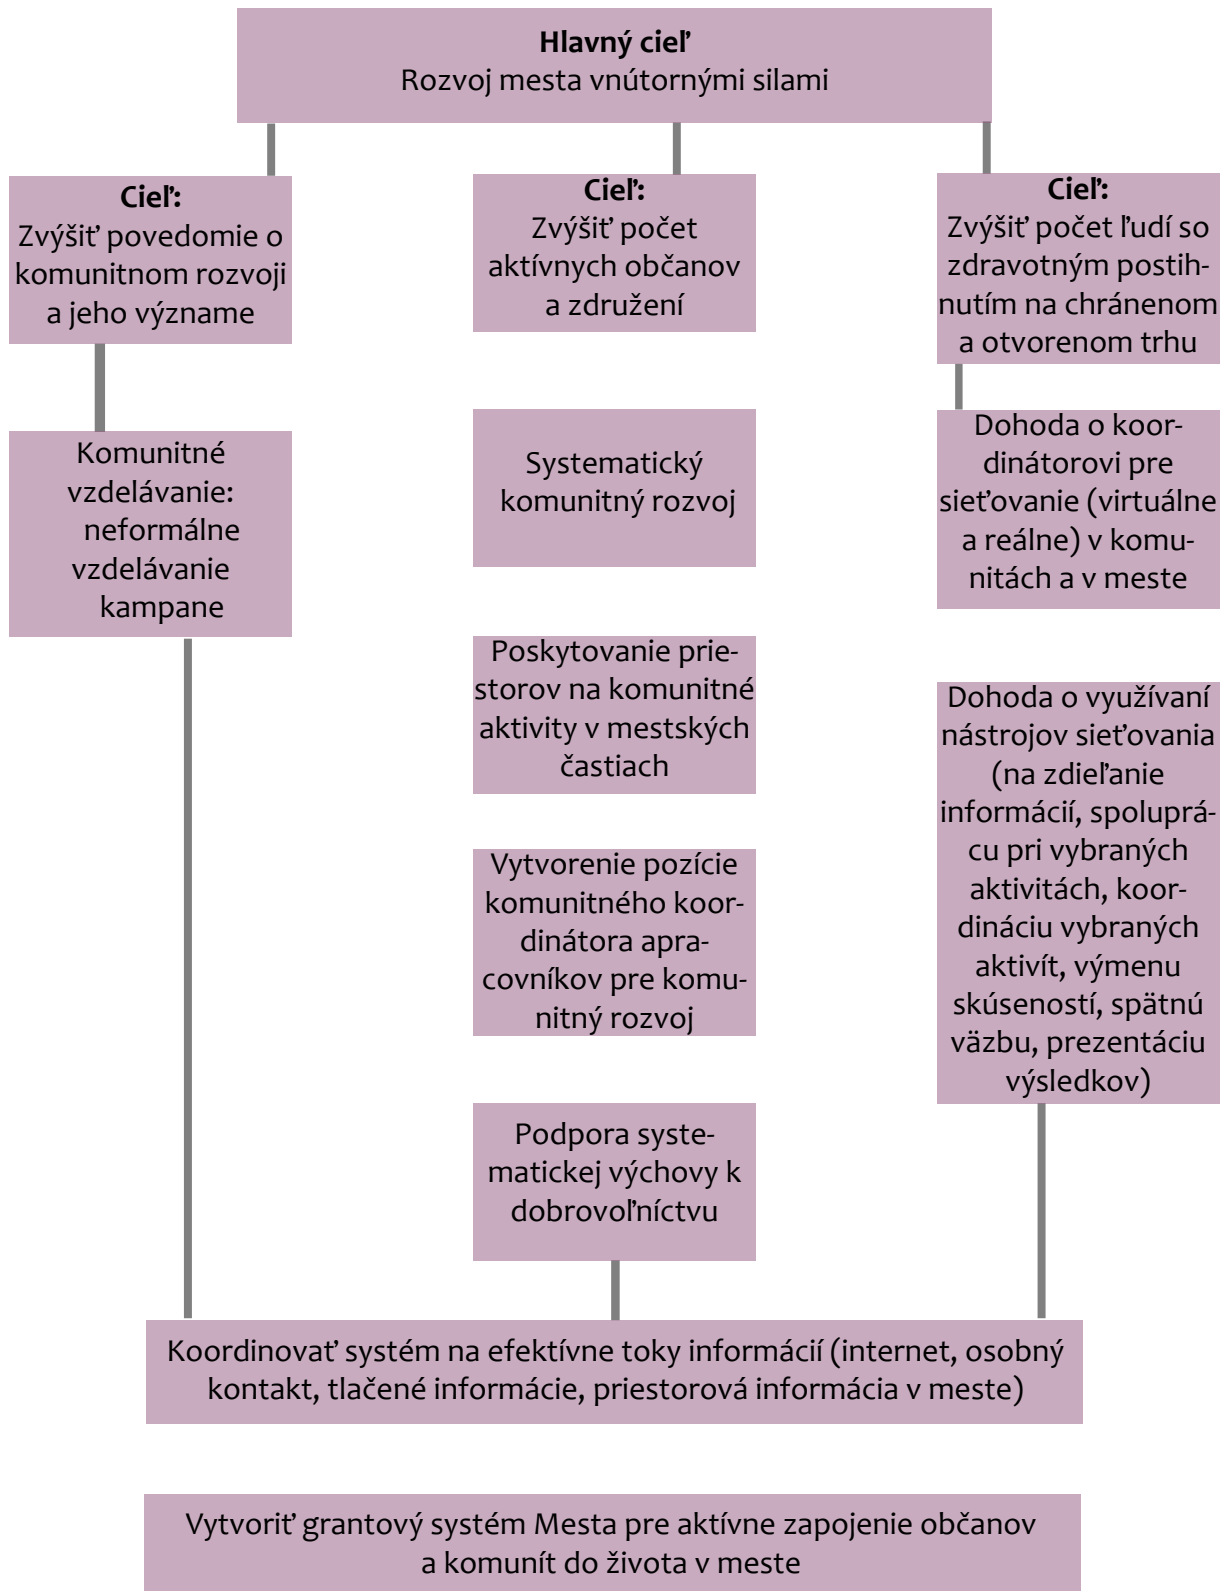 Hlavný cieľ
Rozvoj mesta vnútornými silami
Cieľ:
Zvýšiť povedomie o
komunitnom rozvoji
a jeho význame
Komunitné
vzdelávanie:
neformálne
vzdelávanie
kampane
Cieľ:
Zvýšiť počet
aktívnych občanov
a združení
Systematický
komunitný rozvoj
Poskytovanie prie-
storov na komunitné
aktivity v mestských
častiach
Vytvorenie pozície
komunitného koor-
dinátora apra-
covníkov pre komu-
nitný rozvoj
Podpora syste-
matickej výchovy k
dobrovoľníctvu
Cieľ:
Zvýšiť počet ľudí so
zdravotným postih-
nutím na chránenom
a otvorenom trhu
Dohoda o koor-
dinátorovi pre
sieťovanie (virtuálne
a reálne) v komu-
nitách a v meste
Dohoda o využívaní
nástrojov sieťovania
(na zdieľanie
informácií, spoluprá-
cu pri vybraných
aktivitách, koor-
dináciu vybraných
aktivít, výmenu
skúseností, spätnú
väzbu, prezentáciu
výsledkov)
Koordinovať systém na efektívne toky informácií (internet, osobný
kontakt, tlačené informácie, priestorová informácia v meste)
Vytvoriť grantový systém Mesta pre aktívne zapojenie občanov
a komunít do života v meste